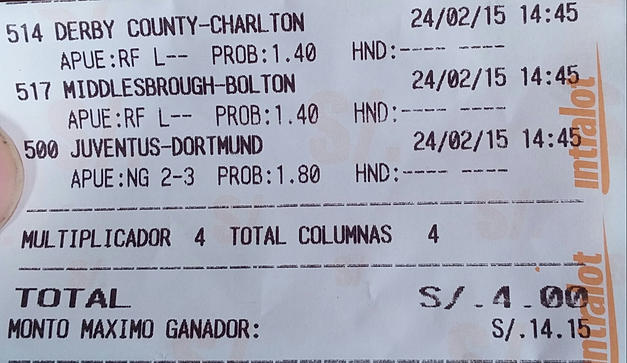 514 DERBY COUNTY-CHARLTON 24/02/15 14:45
APUE:RF L-- PROB:1.40 HND:---- ----
517 MIDDLESBROUGH-BOLTON 24/02/15 14:45
APUE:RF L-- PROB:1.40 HND:---- ----
500 JUVENTUS-DORTMUND 24/02/15 14:45
APUE:NG 2-3 PROB:1.80 HND:---- ----
intralot
MULTIPLICADOR 4 TOTAL COLUMNAS 4
TOTAL S/.4.00
MONTO MAXIMO GANADOR: S/.14.15
intralot